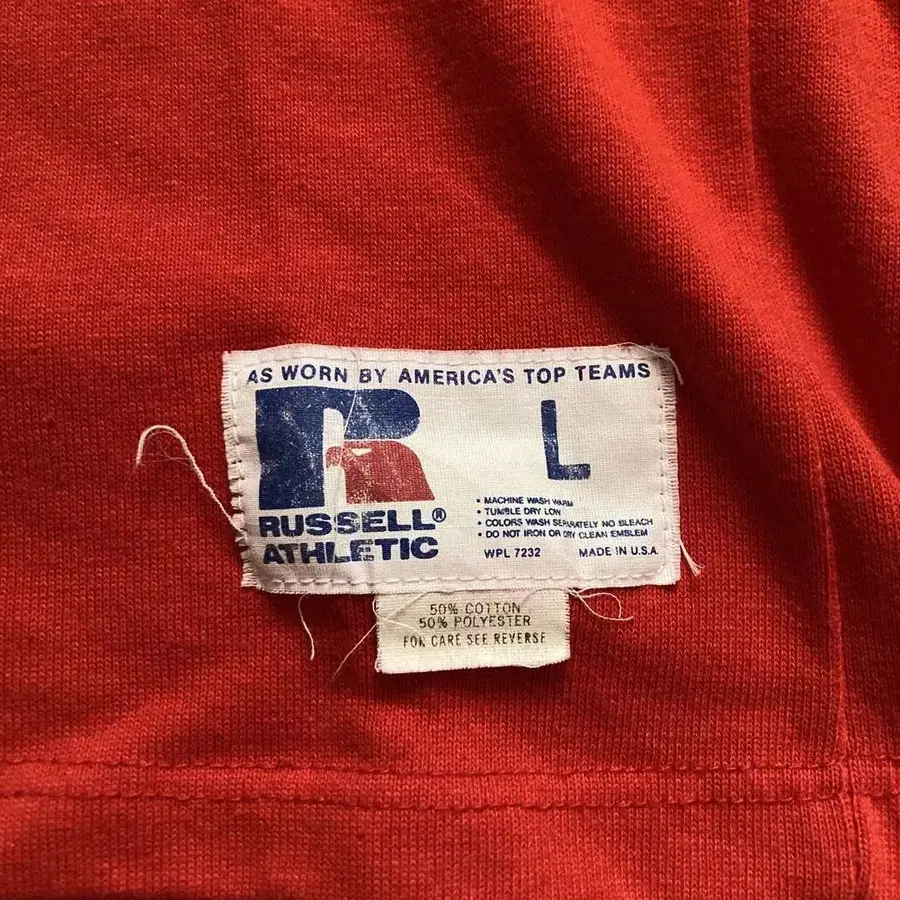 AS WORN BY AMERICA'S TOP TEAMS
R
L
RUSSELL®
ATHLETIC
• MACHINE WASH WARM
• TUMBLE DRY LOW
• COLORS WASH SEPARATELY NO BLEACH
• DO NOT IRON OR DRY CLEAN EMBLEM
WPL 7232 MADE IN U.S.A.
50% COTTON
50% POLYESTER
FOR CARE SEE REVERSE